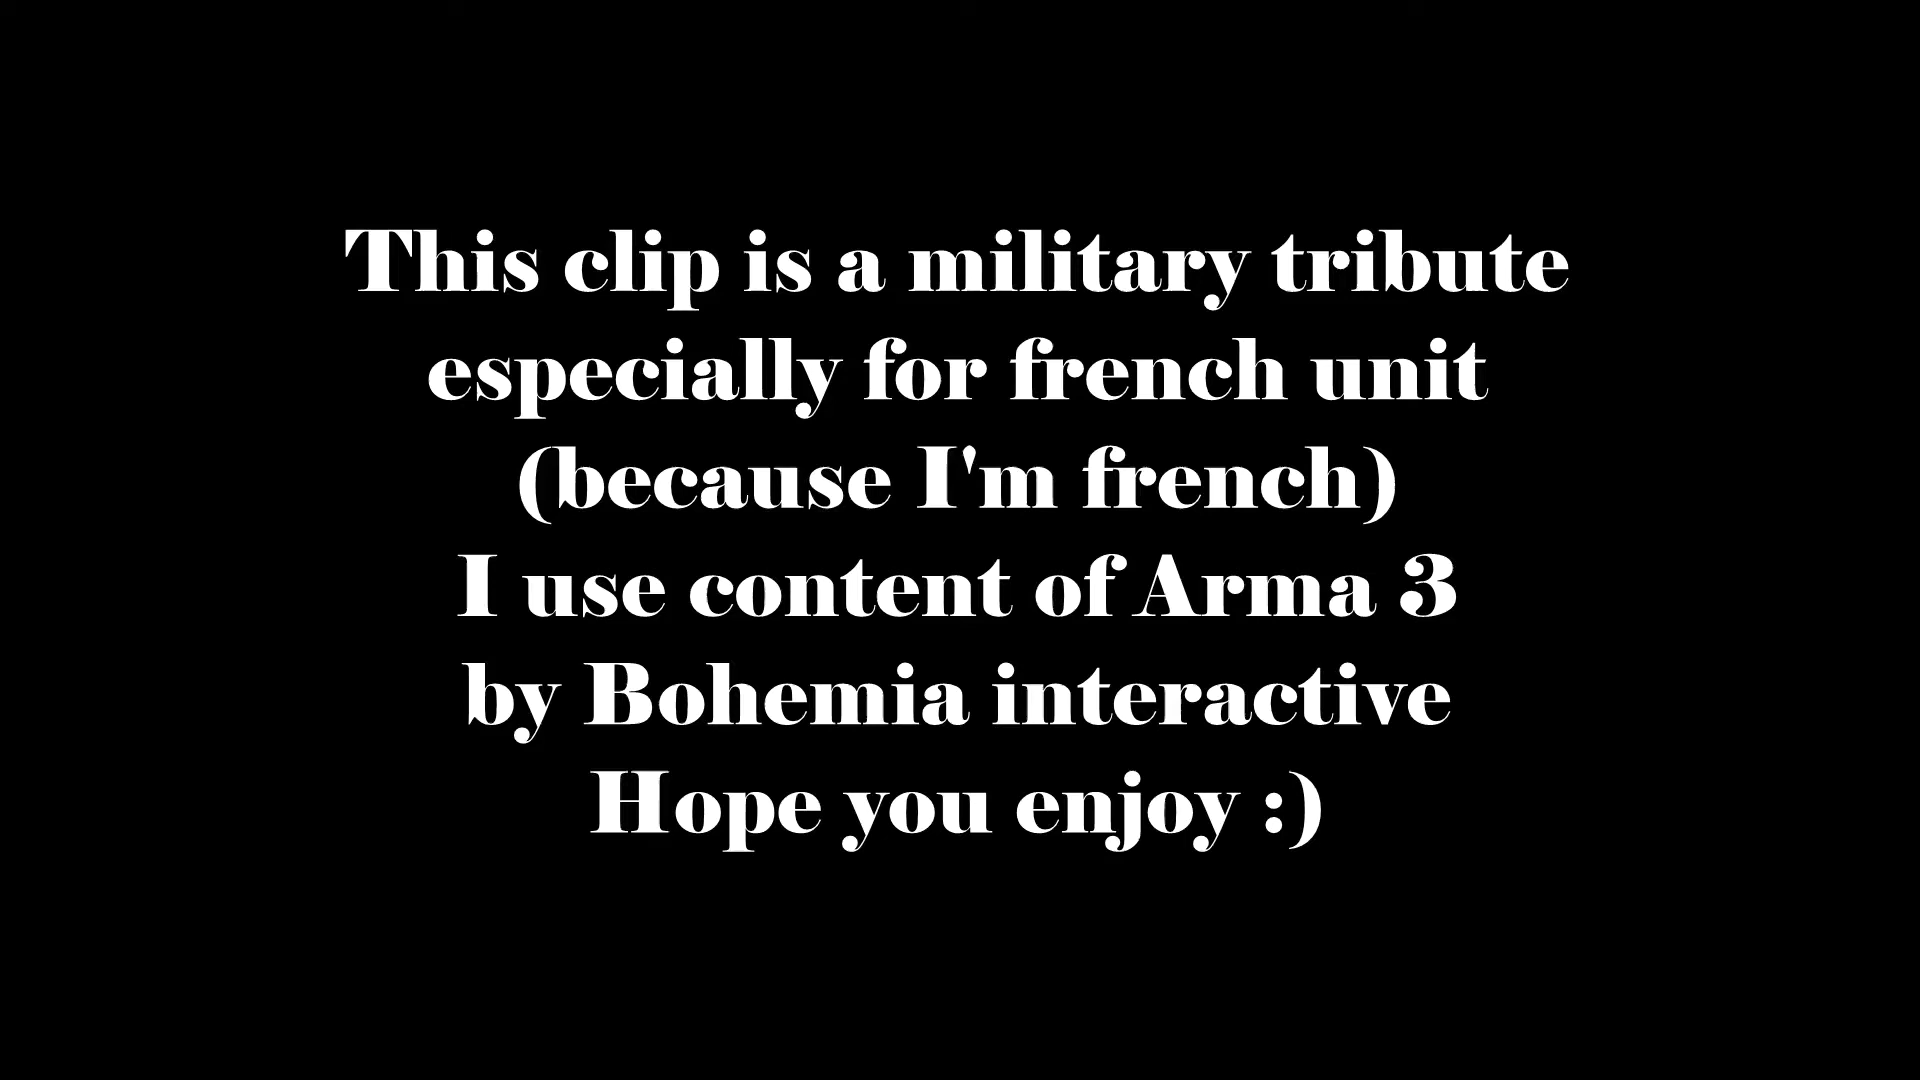 This clip is a military tribute
especially for french unit
(because I'm french)
I use content of Arma 3
by Bohemia interactive
Hope you enjoy :)